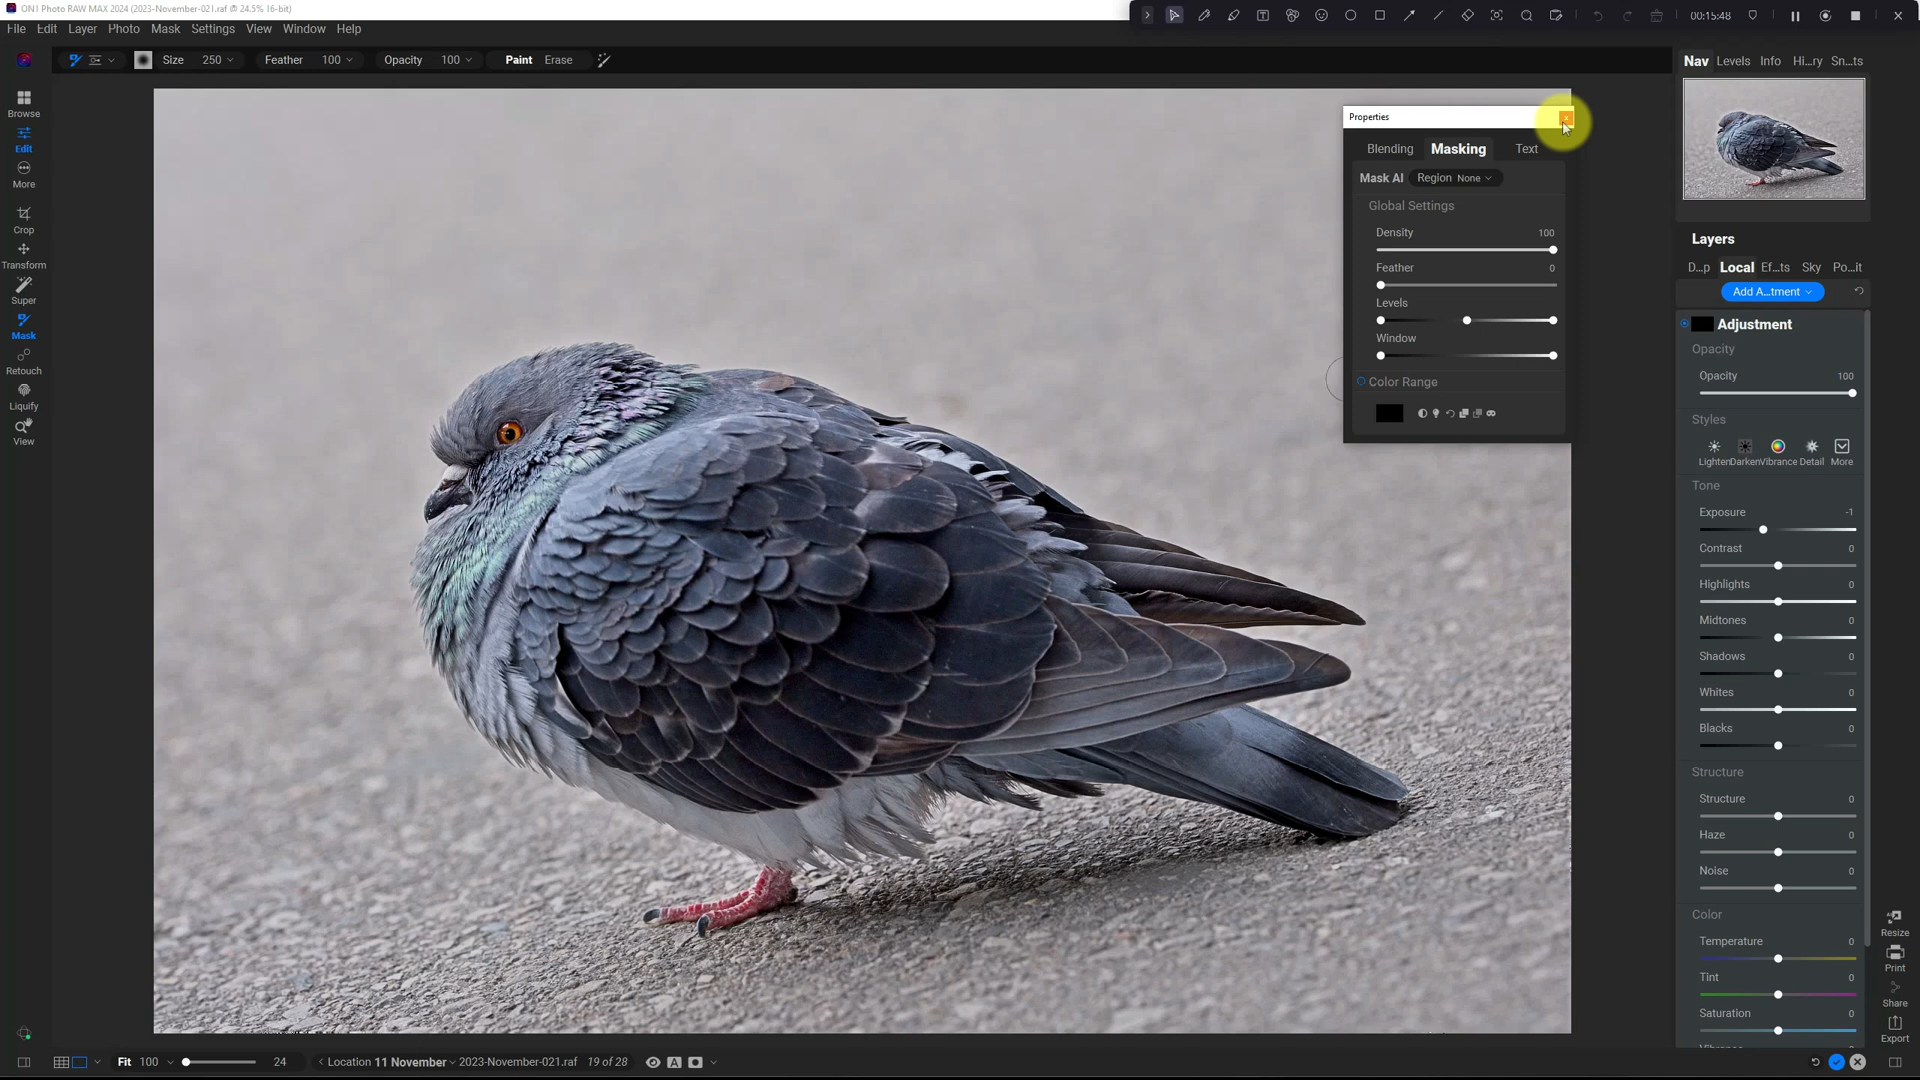 ON1 Photo RAW MAX 2024 (2023-November-021.raf @ 24.5% 16-bit)
00:15:48
File Edit Layer Photo Mask Settings View Window Help
Size 250 Feather 100 Opacity 100 Paint Erase
Nav Levels Info Hi...ry Sn...ts
Browse
Edit
More
Crop
Transform
Super
Mask
Retouch
Liquify
View
Properties
Blending Masking Text
Mask AI Region None
Global Settings
Density 100
Feather 0
Levels
Window
Color Range
Layers
D...p Local Ef...ts Sky Po...it
Add A...tment
Adjustment
Opacity
Opacity 100
Styles
Lighten Darken Vibrance Detail More
Tone
Exposure -1
Contrast 0
Highlights 0
Midtones 0
Shadows 0
Whites 0
Blacks 0
Structure
Structure 0
Haze 0
Noise 0
Color
Temperature 0
Tint 0
Saturation 0
Resize
Print
Share
Export
Fit 100 24 Location 11 November 2023-November-021.raf 19 of 28 A